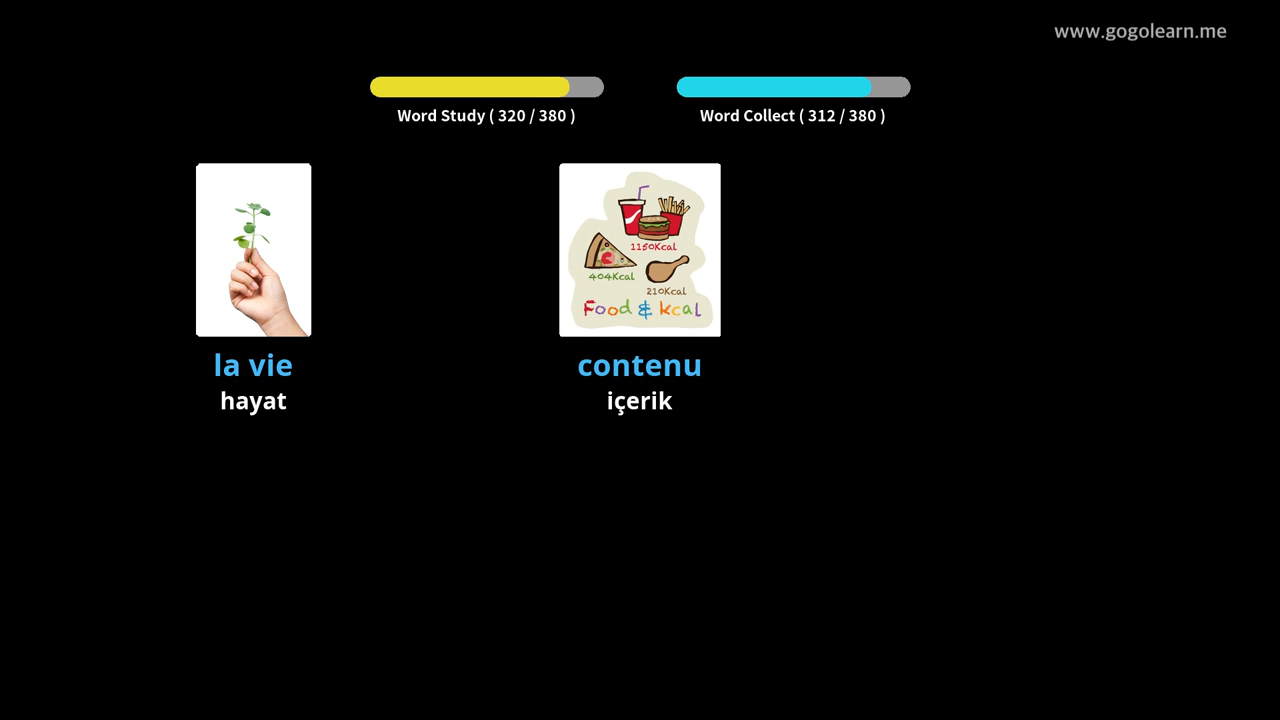 www.gogolearn.me
Word Study ( 320 / 380 )
Word Collect ( 312 / 380 )
1150Kcal
404Kcal
210Kcal
Food & kcal
la vie
hayat
contenu
içerik